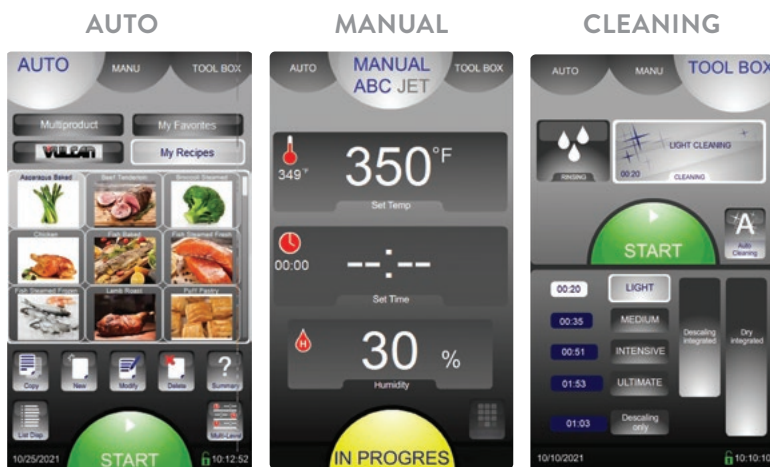 AUTO
AUTO MANU TOOL BOX
Multiproduct My Favorites
VULCAN My Recipes
Asparagus Baked Beef Tenderloin Broccoli Steamed
Chicken Fish Baked Fish Steamed Fresh
Fish Steamed Frozen Lamb Roast Puff Pastry
Copy New Modify Delete Summary
List Disp. Multi-Level
START
10/25/2021 10:12:52
MANUAL
AUTO MANUAL TOOL BOX
ABC JET
349°F 350°F
Set Temp
00:00 --:--
Set Time
H 30 %
Humidity
IN PROGRES
CLEANING
AUTO MANU TOOL BOX
LIGHT CLEANING
00:20
RINSING CLEANING
START
A
Auto
Cleaning
00:20 LIGHT
00:35 MEDIUM
00:51 INTENSIVE
01:53 ULTIMATE
01:03 Descaling
only
Descaling
integrated
Dry
integrated
10/10/2021 10:10:10